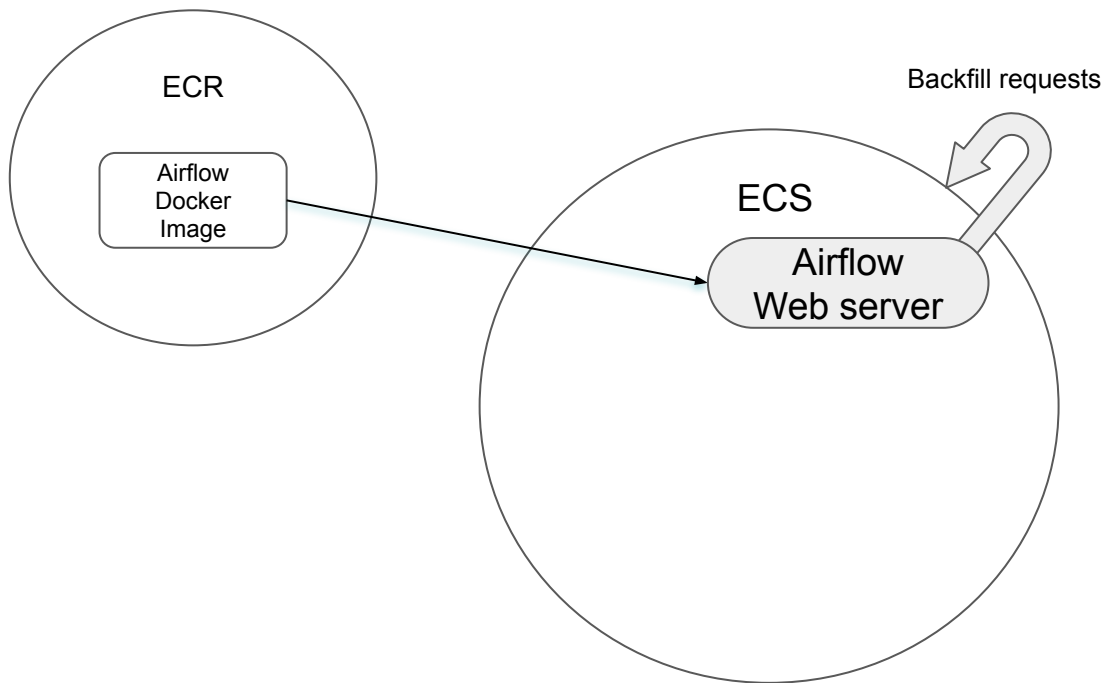 ECR
Airflow
Docker
Image
Backfill requests
ECS
Airflow
Web server